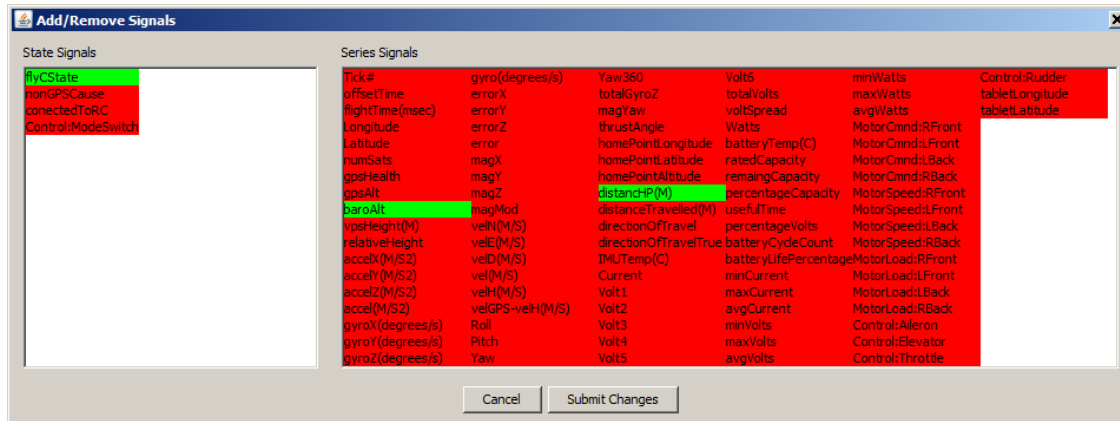 Add/Remove Signals
State Signals
flyCState
nonGPSCause
conectedToRC
Control:ModeSwitch
Series Signals
Tick# gyro(degrees/s) Yaw360 Volt6 minWatts Control:Rudder
offsetTime errorX totalGyroZ totalVolts maxWatts tabletLongitude
flightTime(msec) errorY magYaw voltSpread avgWatts tabletLatitude
Longitude errorZ thrustAngle Watts MotorCmnd:RFront
Latitude error homePointLongitude batteryTemp(C) MotorCmnd:LFront
numSats magX homePointLatitude ratedCapacity MotorCmnd:LBack
gpsHealth magY homePointAltitude remaingCapacity MotorCmnd:RBack
gpsAlt magZ distancHP(M) percentageCapacity MotorSpeed:RFront
baroAlt magMod distanceTravelled(M) usefulTime MotorSpeed:LFront
vpsHeight(M) velN(M/S) directionOfTravel percentageVolts MotorSpeed:LBack
relativeHeight velE(M/S) directionOfTravelTrue batteryCycleCount MotorSpeed:RBack
accelX(M/S2) velD(M/S) IMUTemp(C) batteryLifePercentage MotorLoad:RFront
accelY(M/S2) vel(M/S) Current minCurrent MotorLoad:LFront
accelZ(M/S2) velH(M/S) Volt1 maxCurrent MotorLoad:LBack
accel(M/S2) velGPS-velH(M/S) Volt2 avgCurrent MotorLoad:RBack
gyroX(degrees/s) Roll Volt3 minVolts Control:Aileron
gyroY(degrees/s) Pitch Volt4 maxVolts Control:Elevator
gyroZ(degrees/s) Yaw Volt5 avgVolts Control:Throttle
Cancel Submit Changes